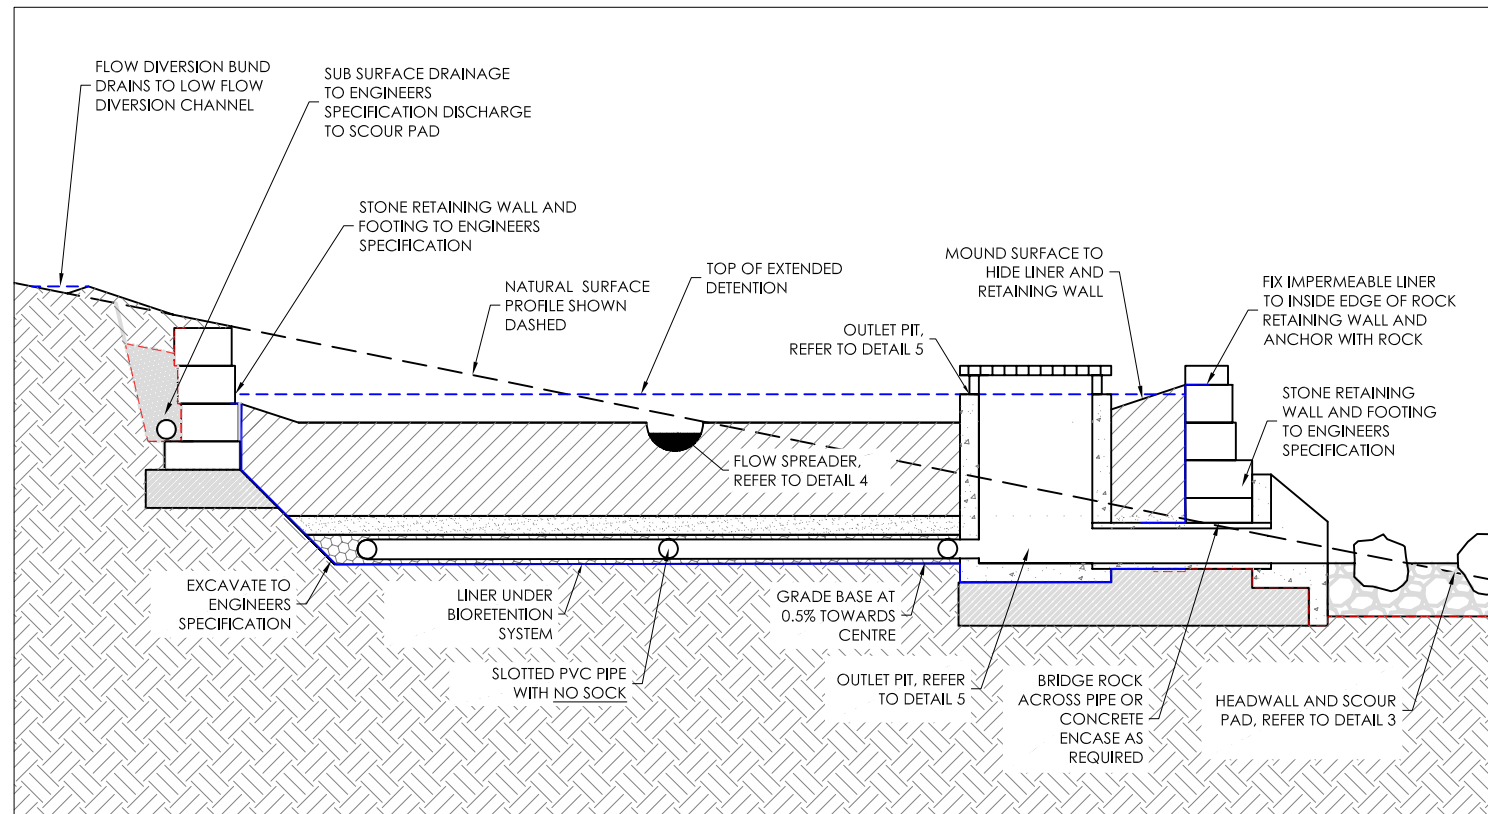 FLOW DIVERSION BUND
DRAINS TO LOW FLOW
DIVERSION CHANNEL
SUB SURFACE DRAINAGE
TO ENGINEERS
SPECIFICATION DISCHARGE
TO SCOUR PAD
STONE RETAINING WALL AND
FOOTING TO ENGINEERS
SPECIFICATION
NATURAL SURFACE
PROFILE SHOWN
DASHED
TOP OF EXTENDED
DETENTION
MOUND SURFACE TO
HIDE LINER AND
RETAINING WALL
FIX IMPERMEABLE LINER
TO INSIDE EDGE OF ROCK
RETAINING WALL AND
ANCHOR WITH ROCK
OUTLET PIT,
REFER TO DETAIL 5
STONE RETAINING
WALL AND FOOTING
TO ENGINEERS
SPECIFICATION
FLOW SPREADER,
REFER TO DETAIL 4
EXCAVATE TO
ENGINEERS
SPECIFICATION
LINER UNDER
BIORETENTION
SYSTEM
GRADE BASE AT
0.5% TOWARDS
CENTRE
SLOTTED PVC PIPE
WITH NO SOCK
OUTLET PIT, REFER
TO DETAIL 5
BRIDGE ROCK
ACROSS PIPE OR
CONCRETE
ENCASE AS
REQUIRED
HEADWALL AND SCOUR
PAD, REFER TO DETAIL 3